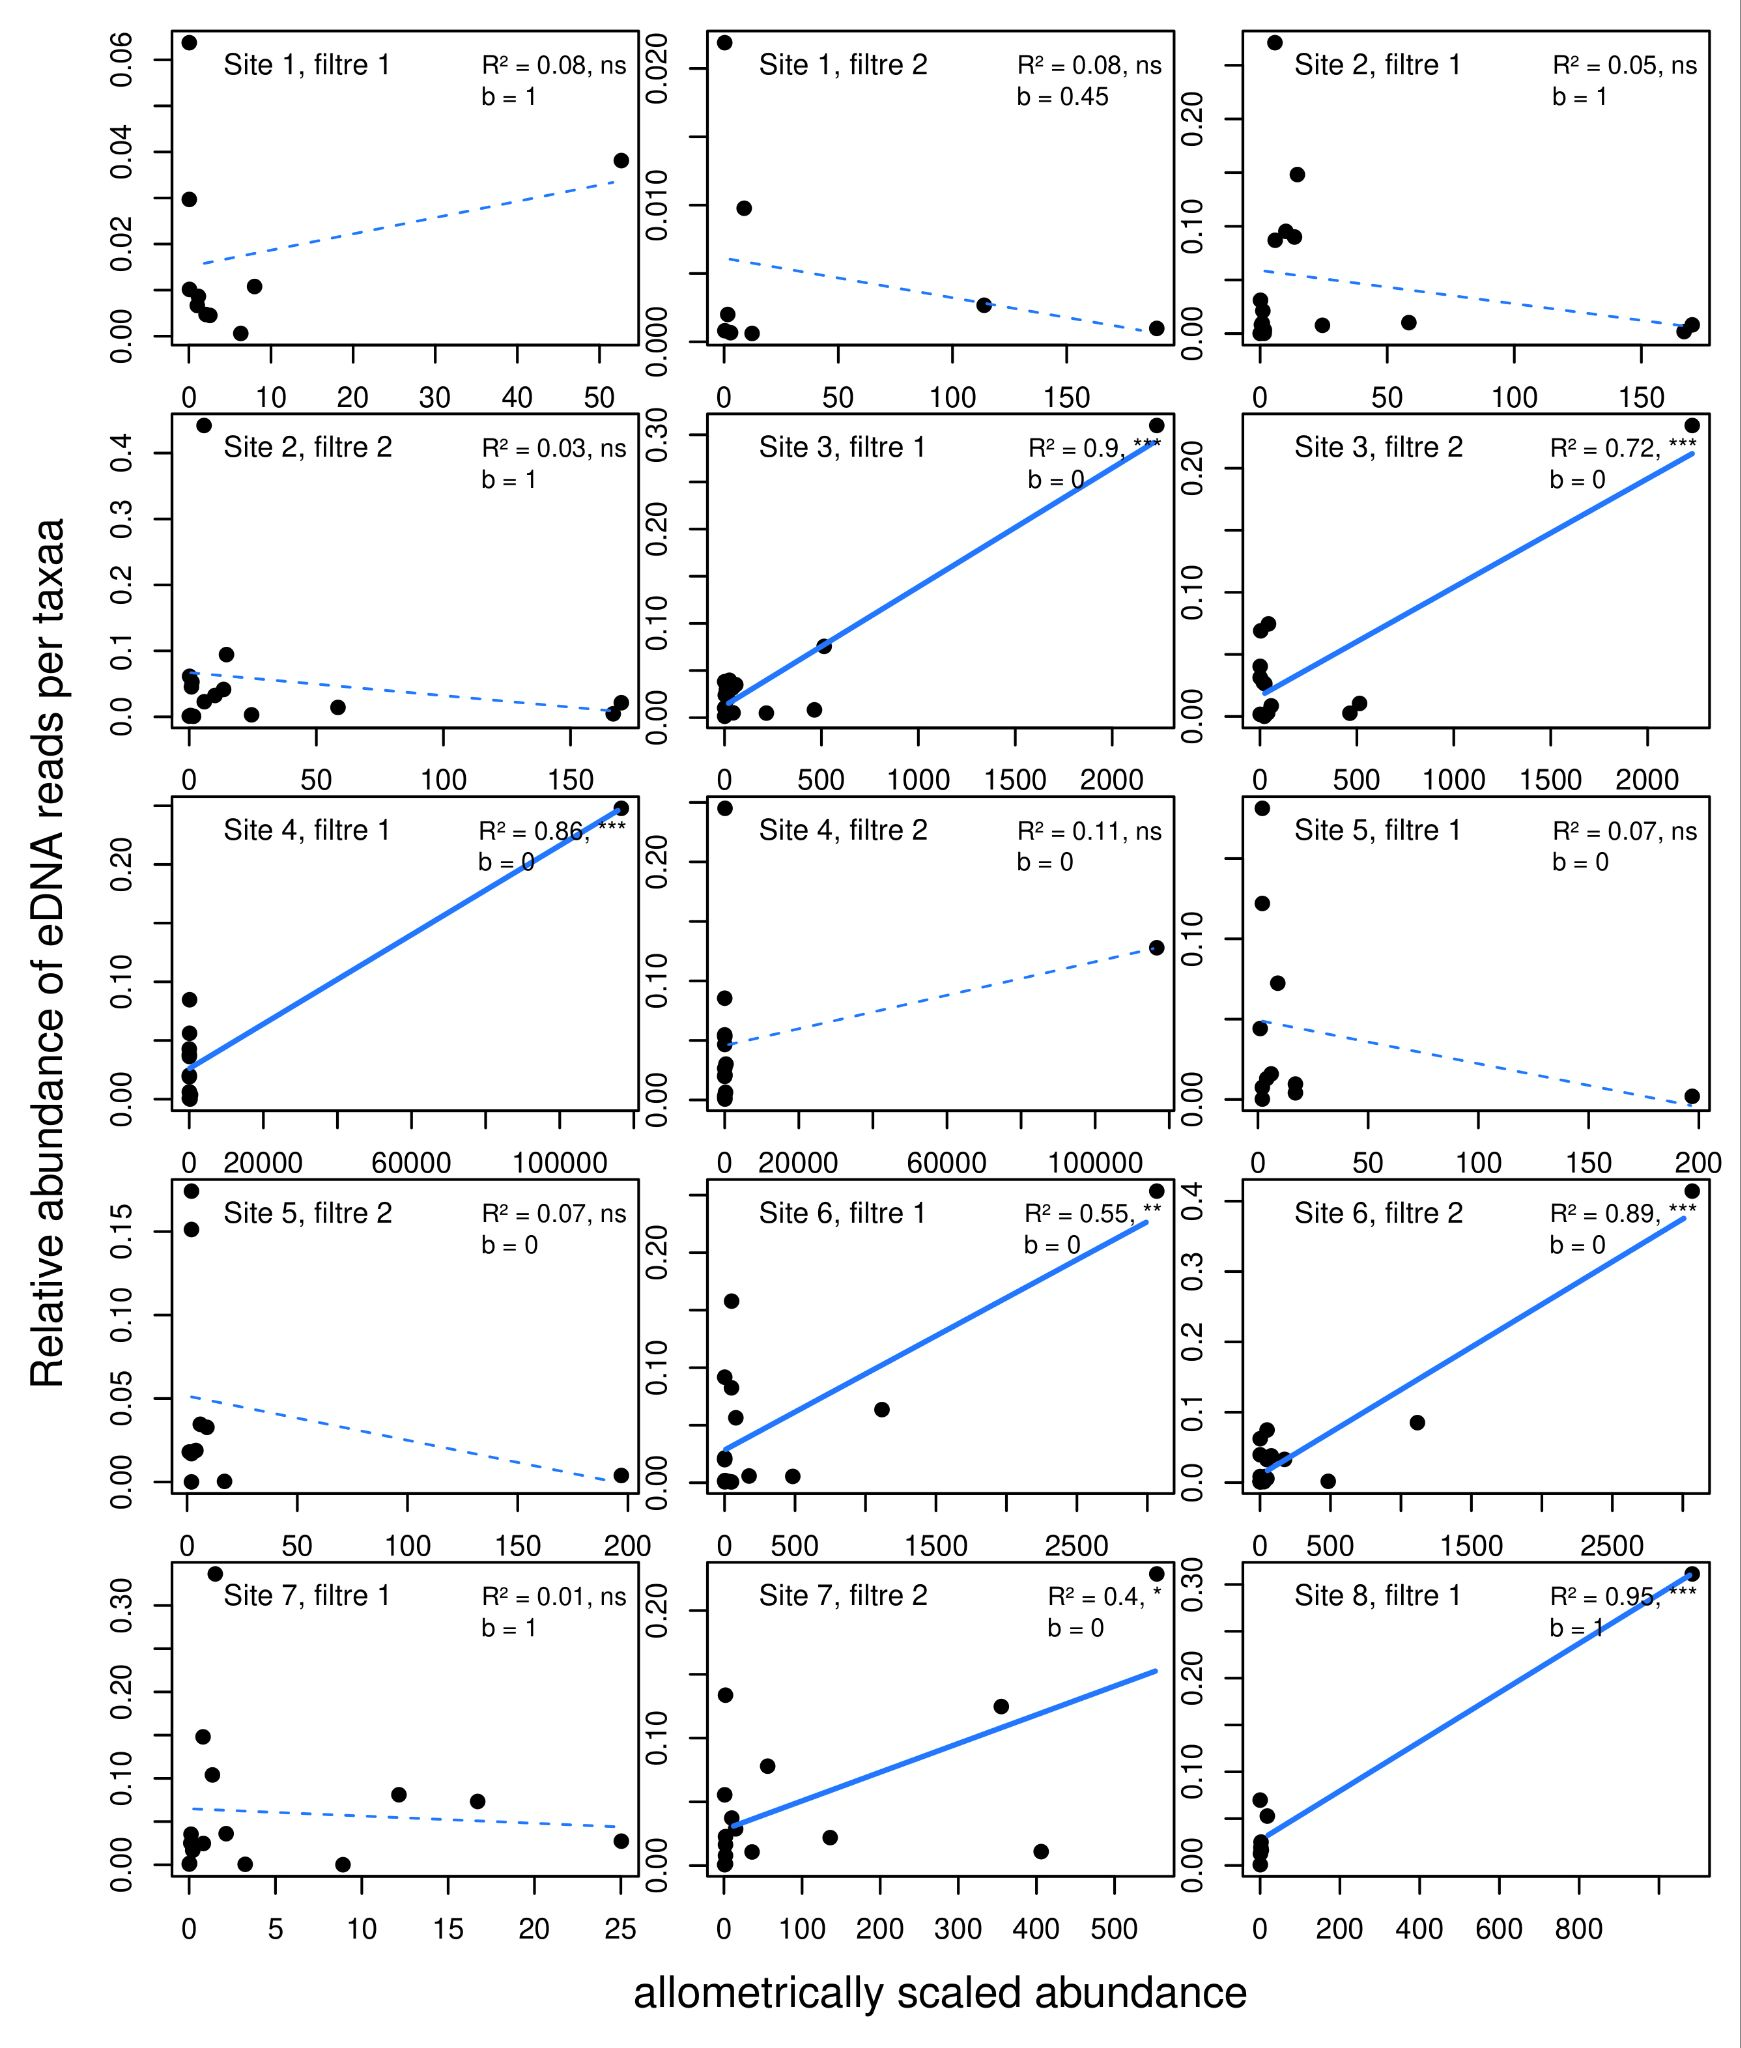 Relative abundance of eDNA reads per taxaa
Site 1, filtre 1
R² = 0.08, ns
b = 1
0.00 0.02 0.04 0.06
0 10 20 30 40 50
Site 1, filtre 2
R² = 0.08, ns
b = 0.45
0.000 0.010 0.020
0 50 100 150
Site 2, filtre 1
R² = 0.05, ns
b = 1
0.00 0.10 0.20
0 50 100 150
Site 2, filtre 2
R² = 0.03, ns
b = 1
0.0 0.1 0.2 0.3 0.4
0 50 100 150
Site 3, filtre 1
R² = 0.9, ***
b = 0
0.00 0.10 0.20 0.30
0 500 1000 1500 2000
Site 3, filtre 2
R² = 0.72, ***
b = 0
0.00 0.10 0.20
0 500 1000 1500 2000
Site 4, filtre 1
R² = 0.86, ***
b = 0
0.00 0.10 0.20
0 20000 60000 100000
Site 4, filtre 2
R² = 0.11, ns
b = 0
0.00 0.10 0.20
0 20000 60000 100000
Site 5, filtre 1
R² = 0.07, ns
b = 0
0.00 0.10
0 50 100 150 200
Site 5, filtre 2
R² = 0.07, ns
b = 0
0.00 0.05 0.10 0.15
0 50 100 150 200
Site 6, filtre 1
R² = 0.55, **
b = 0
0.00 0.10 0.20
0 500 1500 2500
Site 6, filtre 2
R² = 0.89, ***
b = 0
0.0 0.1 0.2 0.3 0.4
0 500 1500 2500
Site 7, filtre 1
R² = 0.01, ns
b = 1
0.00 0.10 0.20 0.30
0 5 10 15 20 25
Site 7, filtre 2
R² = 0.4, *
b = 0
0.00 0.10 0.20
0 100 200 300 400 500
Site 8, filtre 1
R² = 0.95, ***
b = 1
0.00 0.10 0.20 0.30
0 200 400 600 800
allometrically scaled abundance